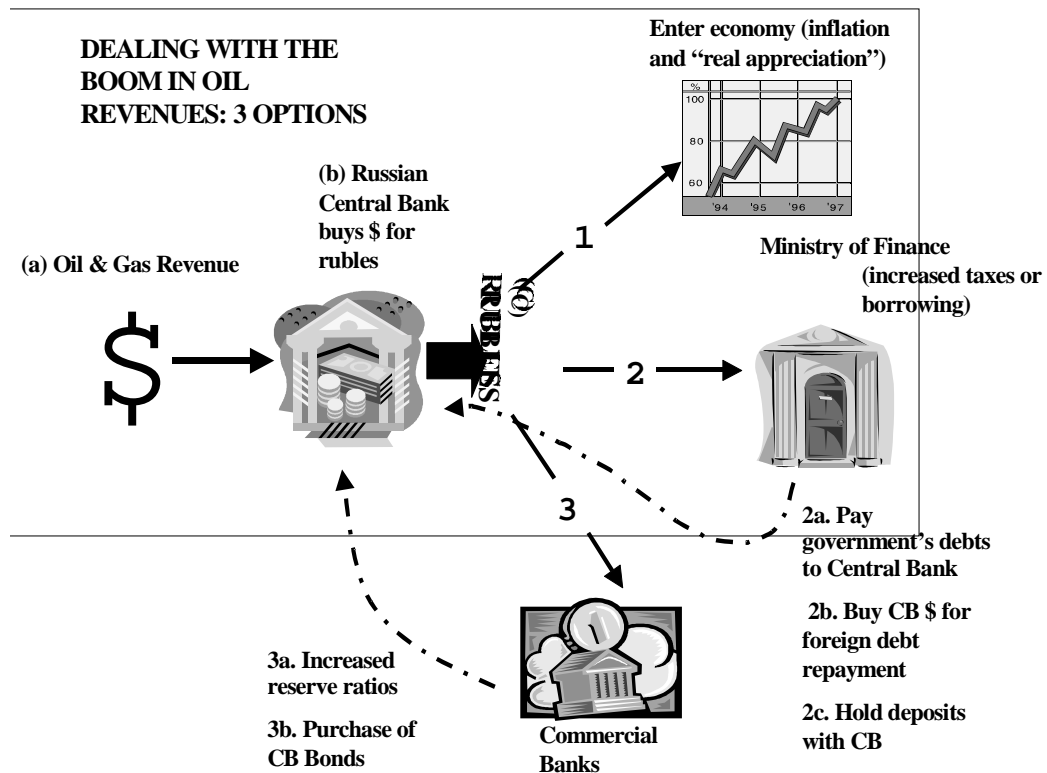 DEALING WITH THE
BOOM IN OIL
REVENUES: 3 OPTIONS
Enter economy (inflation
and “real appreciation”)
%
100
80
60
'94 '95 '96 '97
(b) Russian
Central Bank
buys $ for
rubles
(a) Oil & Gas Revenue
$
(c)
RUBLES
1
Ministry of Finance
(increased taxes or
borrowing)
2
3
2a. Pay
government’s debts
to Central Bank
2b. Buy CB $ for
foreign debt
repayment
2c. Hold deposits
with CB
3a. Increased
reserve ratios
3b. Purchase of
CB Bonds
Commercial
Banks